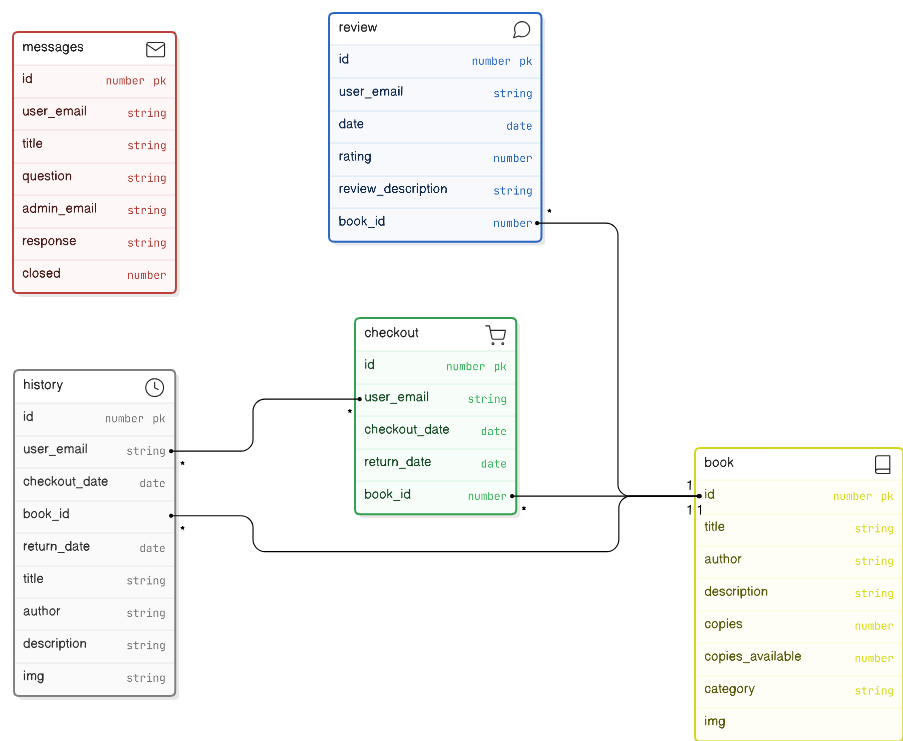 messages
id number pk
user_email string
title string
question string
admin_email string
response string
closed number
review
id number pk
user_email string
date date
rating number
review_description string
book_id number
*
checkout
id number pk
user_email string
checkout_date date
return_date date
book_id number
*
*
history
id number pk
user_email string
checkout_date date
book_id
return_date date
title string
author string
description string
img string
*
*
book
id number pk
title string
author string
description string
copies number
copies_available number
category string
img
1
1 1